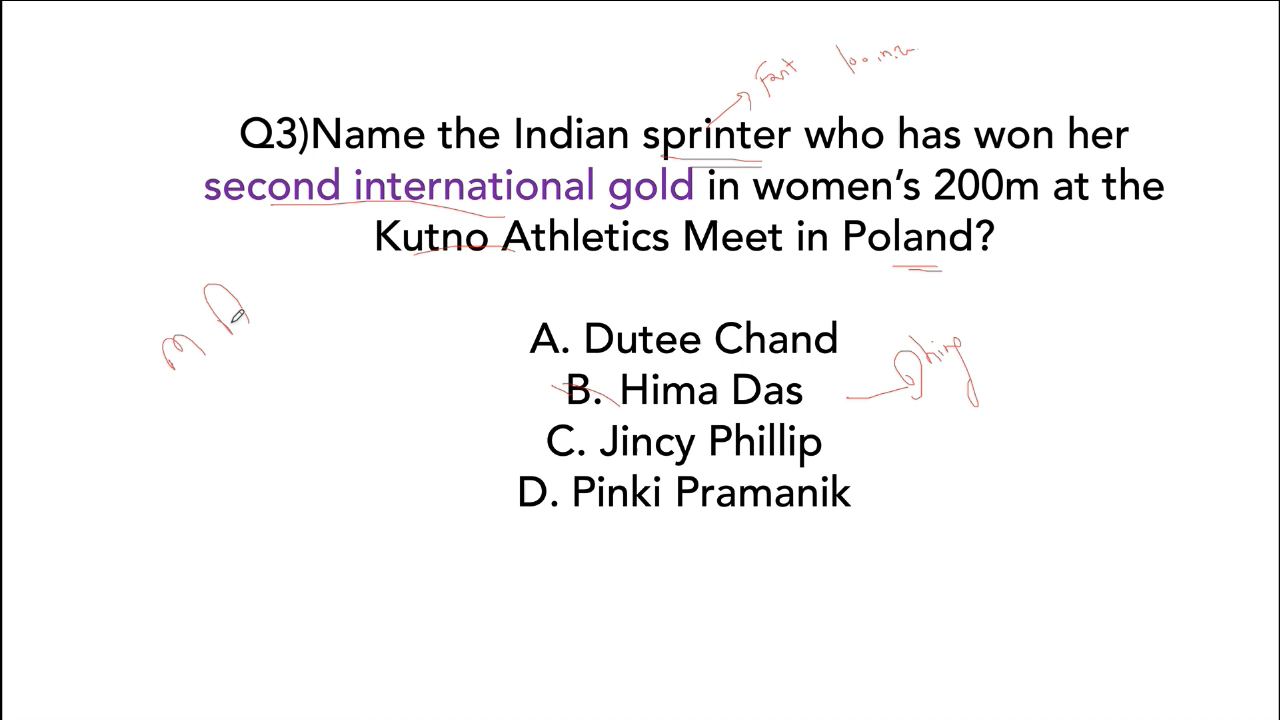 Fast
Q3)Name the Indian sprinter who has won her
second international gold in women’s 200m at the
Kutno Athletics Meet in Poland?
A. Dutee Chand
B. Hima Das
Dhing
C. Jincy Phillip
D. Pinki Pramanik